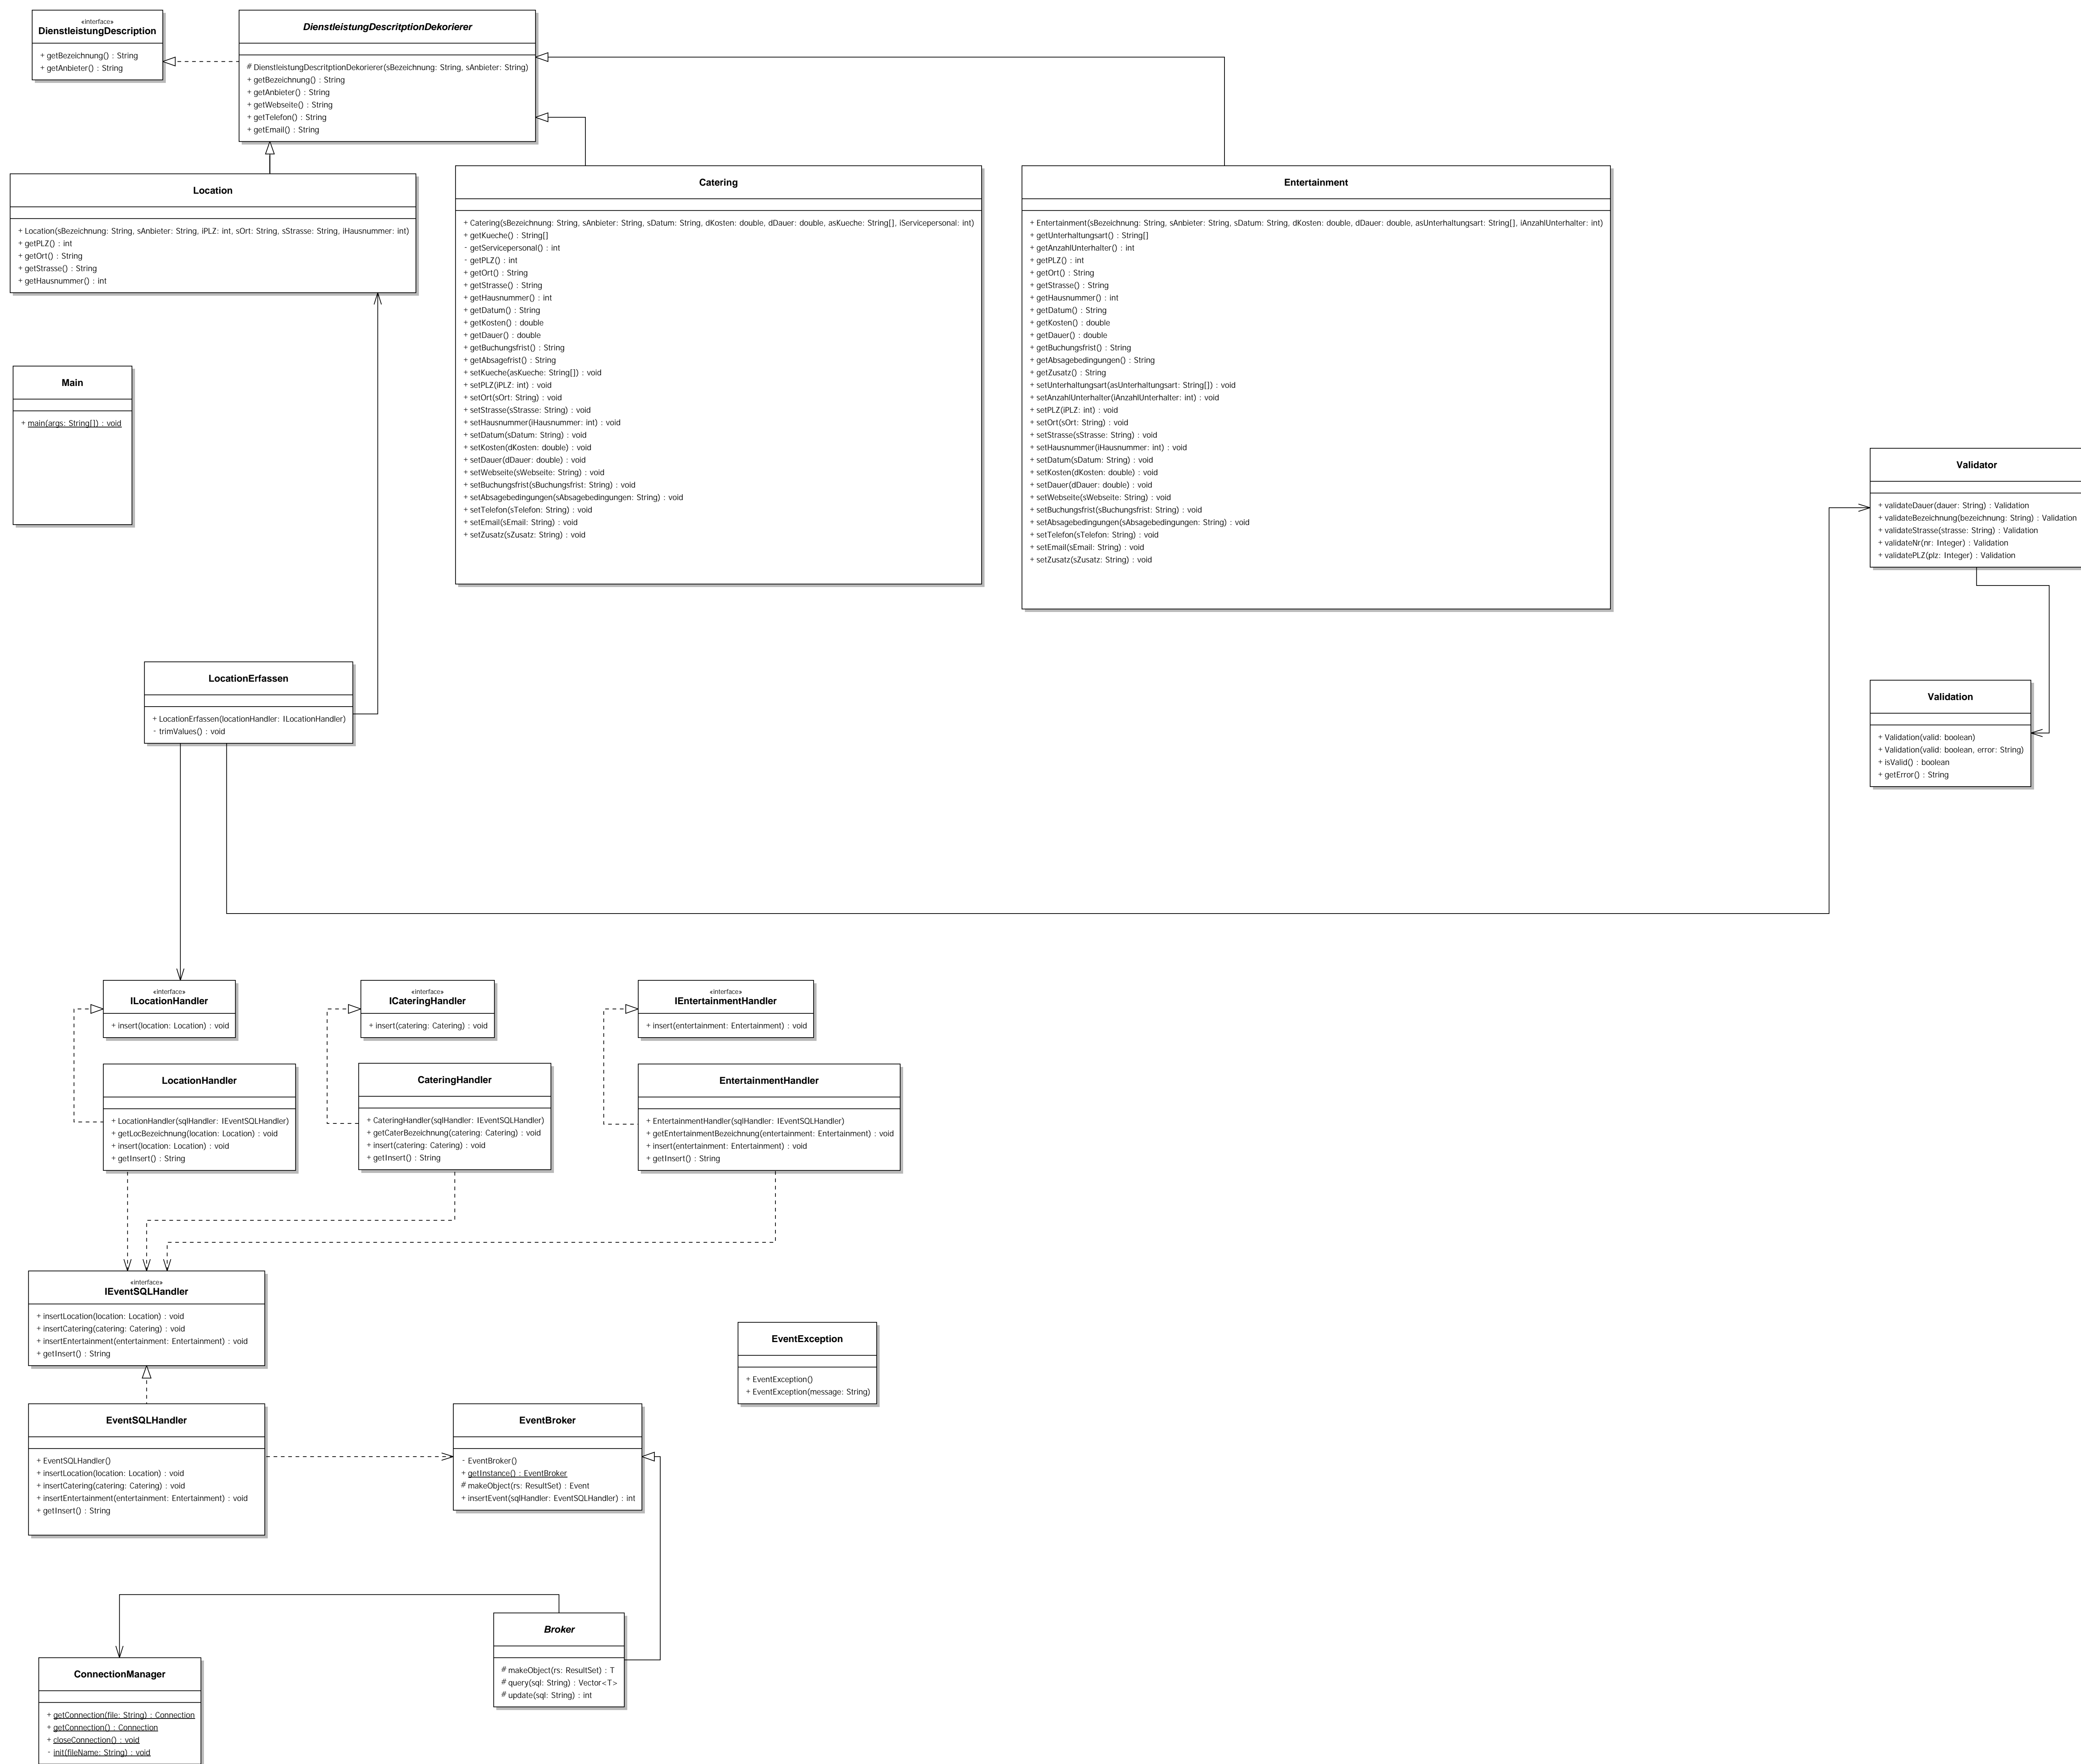 «interface»
DienstleistungDescription
+ getBezeichnung() : String
+ getAnbieter() : String
DienstleistungDescritptionDekorierer
# DienstleistungDescritptionDekorierer(sBezeichnung: String, sAnbieter: String)
+ getBezeichnung() : String
+ getAnbieter() : String
+ getWebseite() : String
+ getTelefon() : String
+ getEmail() : String
Location
+ Location(sBezeichnung: String, sAnbieter: String, iPLZ: int, sOrt: String, sStrasse: String, iHausnummer: int)
+ getPLZ() : int
+ getOrt() : String
+ getStrasse() : String
+ getHausnummer() : int
Catering
+ Catering(sBezeichnung: String, sAnbieter: String, sDatum: String, dKosten: double, dDauer: double, asKueche: String[], iServicepersonal: int)
+ getKueche() : String[]
- getServicepersonal() : int
- getPLZ() : int
+ getOrt() : String
+ getStrasse() : String
+ getHausnummer() : int
+ getDatum() : String
+ getKosten() : double
+ getDauer() : double
+ getBuchungsfrist() : String
+ getAbsagefrist() : String
+ setKueche(asKueche: String[]) : void
+ setPLZ(iPLZ: int) : void
+ setOrt(sOrt: String) : void
+ setStrasse(sStrasse: String) : void
+ setHausnummer(iHausnummer: int) : void
+ setDatum(sDatum: String) : void
+ setKosten(dKosten: double) : void
+ setDauer(dDauer: double) : void
+ setWebseite(sWebseite: String) : void
+ setBuchungsfrist(sBuchungsfrist: String) : void
+ setAbsagebedingungen(sAbsagebedingungen: String) : void
+ setTelefon(sTelefon: String) : void
+ setEmail(sEmail: String) : void
+ setZusatz(sZusatz: String) : void
Entertainment
+ Entertainment(sBezeichnung: String, sAnbieter: String, sDatum: String, dKosten: double, dDauer: double, asUnterhaltungsart: String[], iAnzahlUnterhalter: int)
+ getUnterhaltungsart() : String[]
+ getAnzahlUnterhalter() : int
+ getPLZ() : int
+ getOrt() : String
+ getStrasse() : String
+ getHausnummer() : int
+ getDatum() : String
+ getKosten() : double
+ getDauer() : double
+ getBuchungsfrist() : String
+ getAbsagebedingungen() : String
+ getZusatz() : String
+ setUnterhaltungsart(asUnterhaltungsart: String[]) : void
+ setAnzahlUnterhalter(iAnzahlUnterhalter: int) : void
+ setPLZ(iPLZ: int) : void
+ setOrt(sOrt: String) : void
+ setStrasse(sStrasse: String) : void
+ setHausnummer(iHausnummer: int) : void
+ setDatum(sDatum: String) : void
+ setKosten(dKosten: double) : void
+ setDauer(dDauer: double) : void
+ setWebseite(sWebseite: String) : void
+ setBuchungsfrist(sBuchungsfrist: String) : void
+ setAbsagebedingungen(sAbsagebedingungen: String) : void
+ setTelefon(sTelefon: String) : void
+ setEmail(sEmail: String) : void
+ setZusatz(sZusatz: String) : void
Main
+ main(args: String[]) : void
Validator
+ validateDauer(dauer: String) : Validation
+ validateBezeichnung(bezeichnung: String) : Validation
+ validateStrasse(strasse: String) : Validation
+ validateNr(nr: Integer) : Validation
+ validatePLZ(plz: Integer) : Validation
LocationErfassen
+ LocationErfassen(locationHandler: ILocationHandler)
- trimValues() : void
Validation
+ Validation(valid: boolean)
+ Validation(valid: boolean, error: String)
+ isValid() : boolean
+ getError() : String
«interface»
ILocationHandler
+ insert(location: Location) : void
«interface»
ICateringHandler
+ insert(catering: Catering) : void
«interface»
IEntertainmentHandler
+ insert(entertainment: Entertainment) : void
LocationHandler
+ LocationHandler(sqlHandler: IEventSQLHandler)
+ getLocBezeichnung(location: Location) : void
+ insert(location: Location) : void
+ getInsert() : String
CateringHandler
+ CateringHandler(sqlHandler: IEventSQLHandler)
+ getCaterBezeichnung(catering: Catering) : void
+ insert(catering: Catering) : void
+ getInsert() : String
EntertainmentHandler
+ EntertainmentHandler(sqlHandler: IEventSQLHandler)
+ getEntertainmentBezeichnung(entertainment: Entertainment) : void
+ insert(entertainment: Entertainment) : void
+ getInsert() : String
«interface»
IEventSQLHandler
+ insertLocation(location: Location) : void
+ insertCatering(catering: Catering) : void
+ insertEntertainment(entertainment: Entertainment) : void
+ getInsert() : String
EventException
+ EventException()
+ EventException(message: String)
EventSQLHandler
+ EventSQLHandler()
+ insertLocation(location: Location) : void
+ insertCatering(catering: Catering) : void
+ insertEntertainment(entertainment: Entertainment) : void
+ getInsert() : String
EventBroker
- EventBroker()
+ getInstance() : EventBroker
# makeObject(rs: ResultSet) : Event
+ insertEvent(sqlHandler: EventSQLHandler) : int
Broker
# makeObject(rs: ResultSet) : T
# query(sql: String) : Vector<T>
# update(sql: String) : int
ConnectionManager
+ getConnection(file: String) : Connection
+ getConnection() : Connection
+ closeConnection() : void
- init(fileName: String) : void